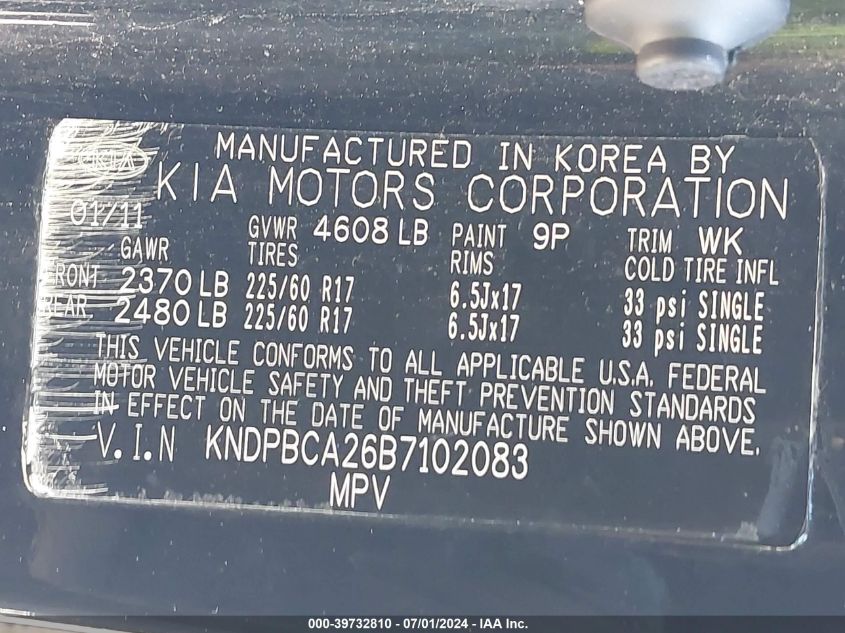 MANUFACTURED IN KOREA BY
KIA KIA MOTORS CORPORATION
01/11 GVWR 4608 LB PAINT 9P TRIM WK
GAWR TIRES RIMS COLD TIRE INFL
FRONT 2370 LB 225/60 R17 6.5Jx17 33 psi SINGLE
REAR 2480 LB 225/60 R17 6.5Jx17 33 psi SINGLE
THIS VEHICLE CONFORMS TO ALL APPLICABLE U.S.A. FEDERAL
MOTOR VEHICLE SAFETY AND THEFT PREVENTION STANDARDS
IN EFFECT ON THE DATE OF MANUFACTURE SHOWN ABOVE.
V.I.N KNDPBCA26B7102083
MPV
000-39732810 - 07/01/2024 - IAA Inc.